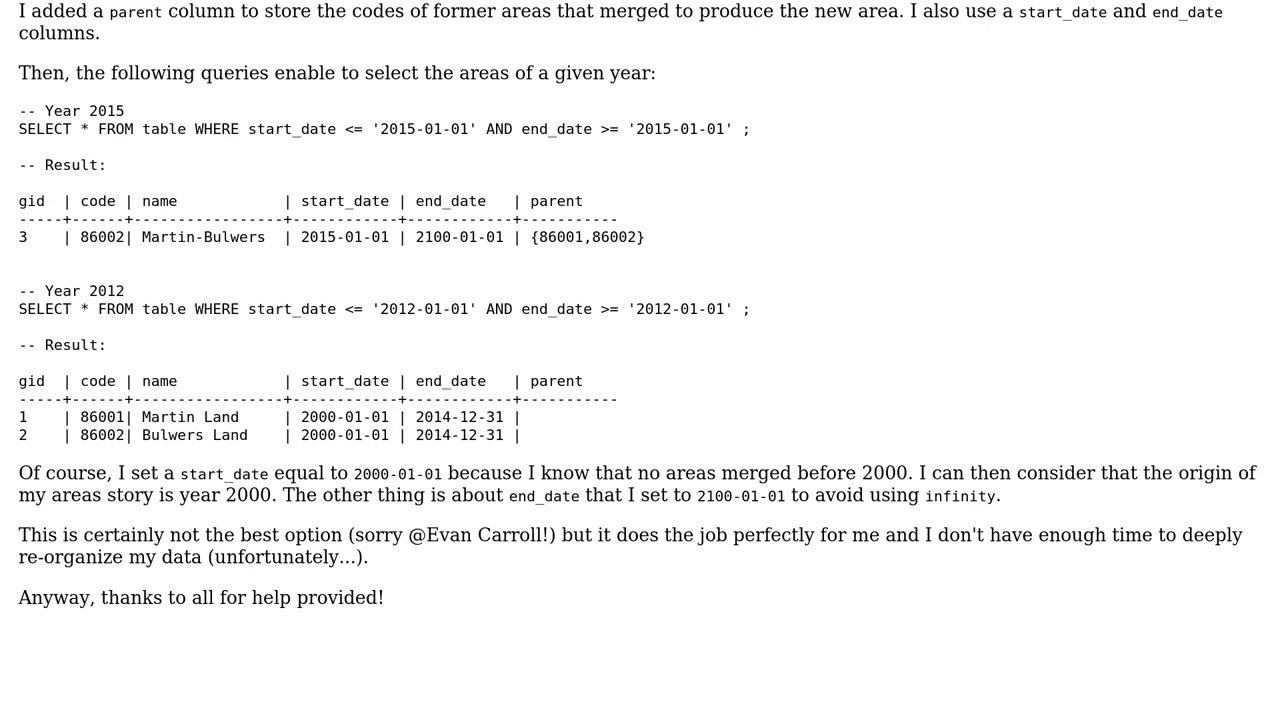 I added a parent column to store the codes of former areas that merged to produce the new area. I also use a start_date and end_date
columns.
Then, the following queries enable to select the areas of a given year:
-- Year 2015
SELECT * FROM table WHERE start_date <= '2015-01-01' AND end_date >= '2015-01-01' ;
-- Result:
gid  | code | name            | start_date | end_date   | parent
-----+------+-----------------+------------+------------+-----------
3    | 86002| Martin-Bulwers  | 2015-01-01 | 2100-01-01 | {86001,86002}
-- Year 2012
SELECT * FROM table WHERE start_date <= '2012-01-01' AND end_date >= '2012-01-01' ;
-- Result:
gid  | code | name            | start_date | end_date   | parent
-----+------+-----------------+------------+------------+-----------
1    | 86001| Martin Land     | 2000-01-01 | 2014-12-31 |
2    | 86002| Bulwers Land    | 2000-01-01 | 2014-12-31 |
Of course, I set a start_date equal to 2000-01-01 because I know that no areas merged before 2000. I can then consider that the origin of
my areas story is year 2000. The other thing is about end_date that I set to 2100-01-01 to avoid using infinity.
This is certainly not the best option (sorry @Evan Carroll!) but it does the job perfectly for me and I don't have enough time to deeply
re-organize my data (unfortunately...).
Anyway, thanks to all for help provided!